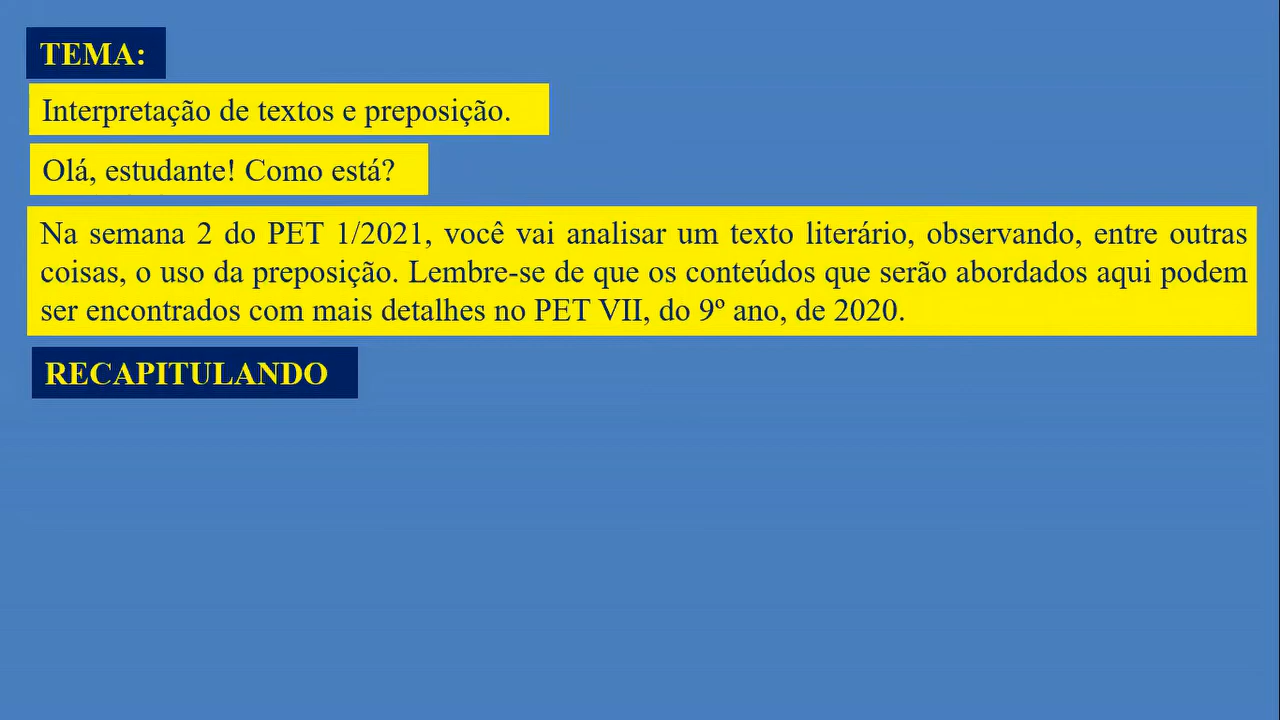 TEMA:
Interpretação de textos e preposição.
Olá, estudante! Como está?
Na semana 2 do PET 1/2021, você vai analisar um texto literário, observando, entre outras
coisas, o uso da preposição. Lembre-se de que os conteúdos que serão abordados aqui podem
ser encontrados com mais detalhes no PET VII, do 9º ano, de 2020.
RECAPITULANDO